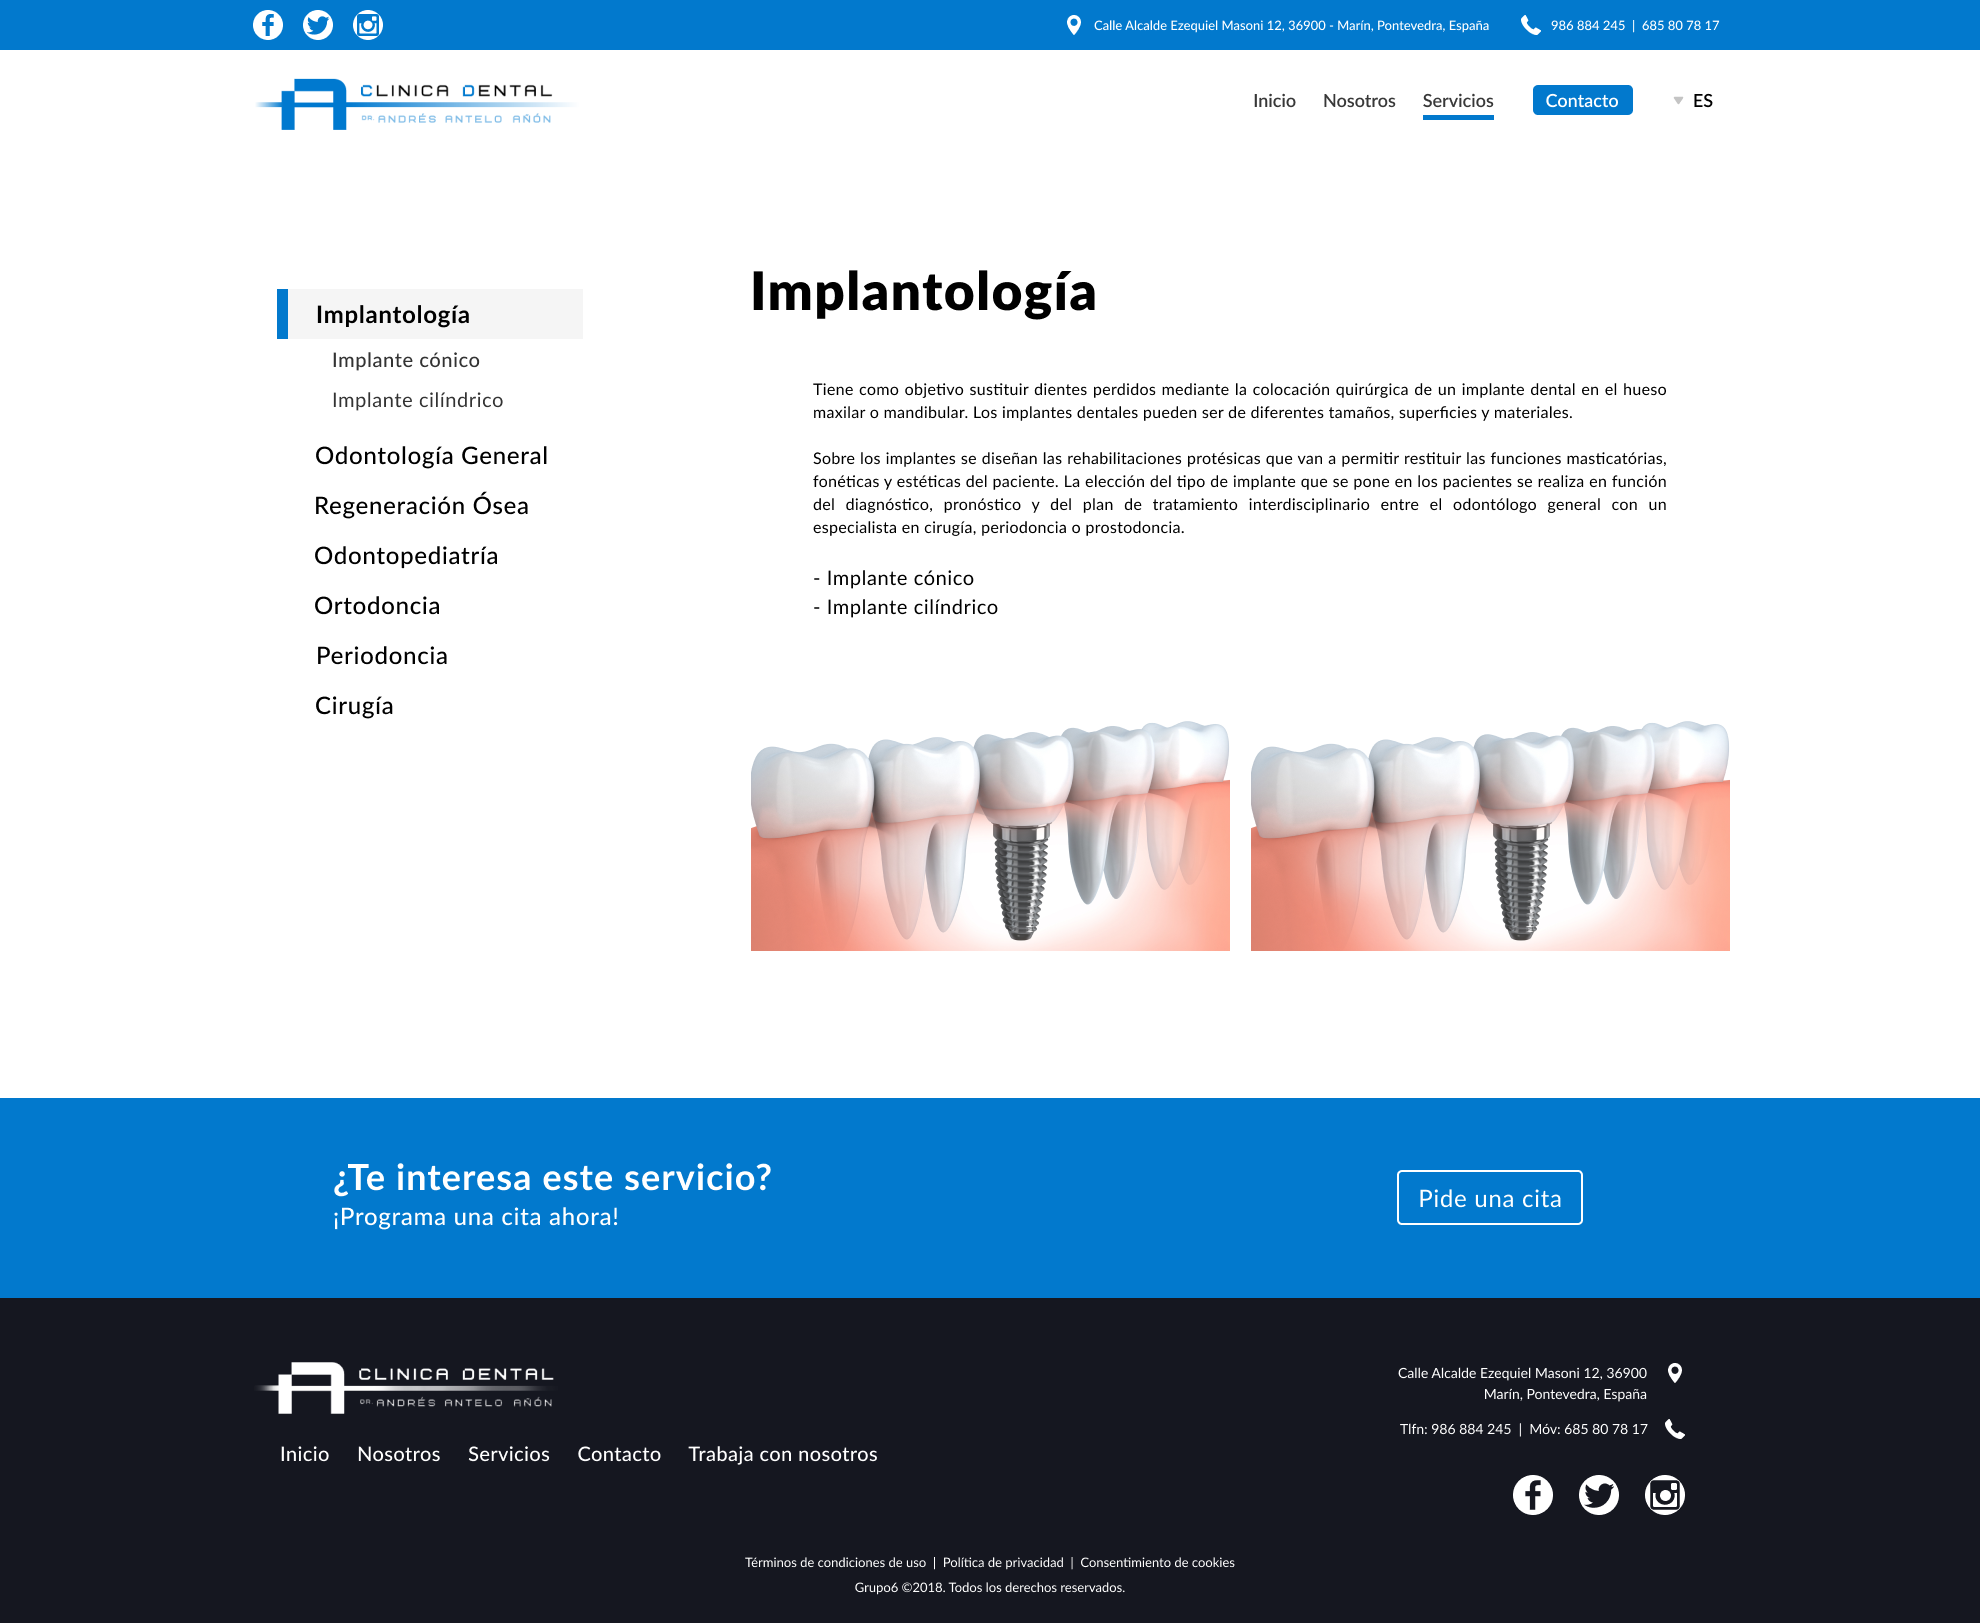 Calle Alcalde Ezequiel Masoni 12, 36900 - Marín, Pontevedra, España
986 884 245 | 685 80 78 17
CLINICA DENTAL
DR. ANDRÉS ANTELO AÑÓN
Inicio Nosotros Servicios Contacto ES
Implantología
Implante cónico
Implante cilíndrico
Odontología General
Regeneración Ósea
Odontopediatría
Ortodoncia
Periodoncia
Cirugía
Implantología
Tiene como objetivo sustituir dientes perdidos mediante la colocación quirúrgica de un implante dental en el hueso
maxilar o mandibular. Los implantes dentales pueden ser de diferentes tamaños, superficies y materiales.
Sobre los implantes se diseñan las rehabilitaciones protésicas que van a permitir restituir las funciones masticatórias,
fonéticas y estéticas del paciente. La elección del tipo de implante que se pone en los pacientes se realiza en función
del diagnóstico, pronóstico y del plan de tratamiento interdisciplinario entre el odontólogo general con un
especialista en cirugía, periodoncia o prostodoncia.
- Implante cónico
- Implante cilíndrico
¿Te interesa este servicio?
¡Programa una cita ahora!
Pide una cita
CLINICA DENTAL
DR. ANDRÉS ANTELO AÑÓN
Inicio Nosotros Servicios Contacto Trabaja con nosotros
Calle Alcalde Ezequiel Masoni 12, 36900
Marín, Pontevedra, España
Tlfn: 986 884 245 | Móv: 685 80 78 17
Términos de condiciones de uso | Política de privacidad | Consentimiento de cookies
Grupo6 ©2018. Todos los derechos reservados.